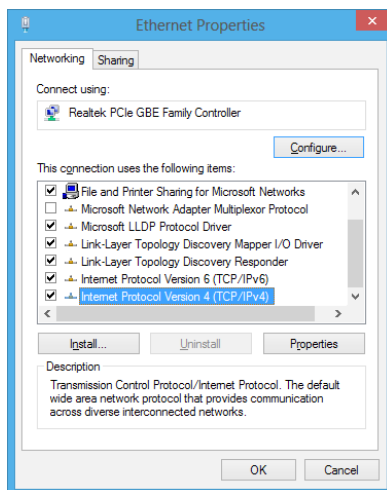 Ethernet Properties
Networking
Sharing
Connect using:
Realtek PCIe GBE Family Controller
Configure...
This connection uses the following items:
File and Printer Sharing for Microsoft Networks
Microsoft Network Adapter Multiplexor Protocol
Microsoft LLDP Protocol Driver
Link-Layer Topology Discovery Mapper I/O Driver
Link-Layer Topology Discovery Responder
Internet Protocol Version 6 (TCP/IPv6)
Internet Protocol Version 4 (TCP/IPv4)
Install...
Uninstall
Properties
Description
Transmission Control Protocol/Internet Protocol. The default
wide area network protocol that provides communication
across diverse interconnected networks.
OK
Cancel